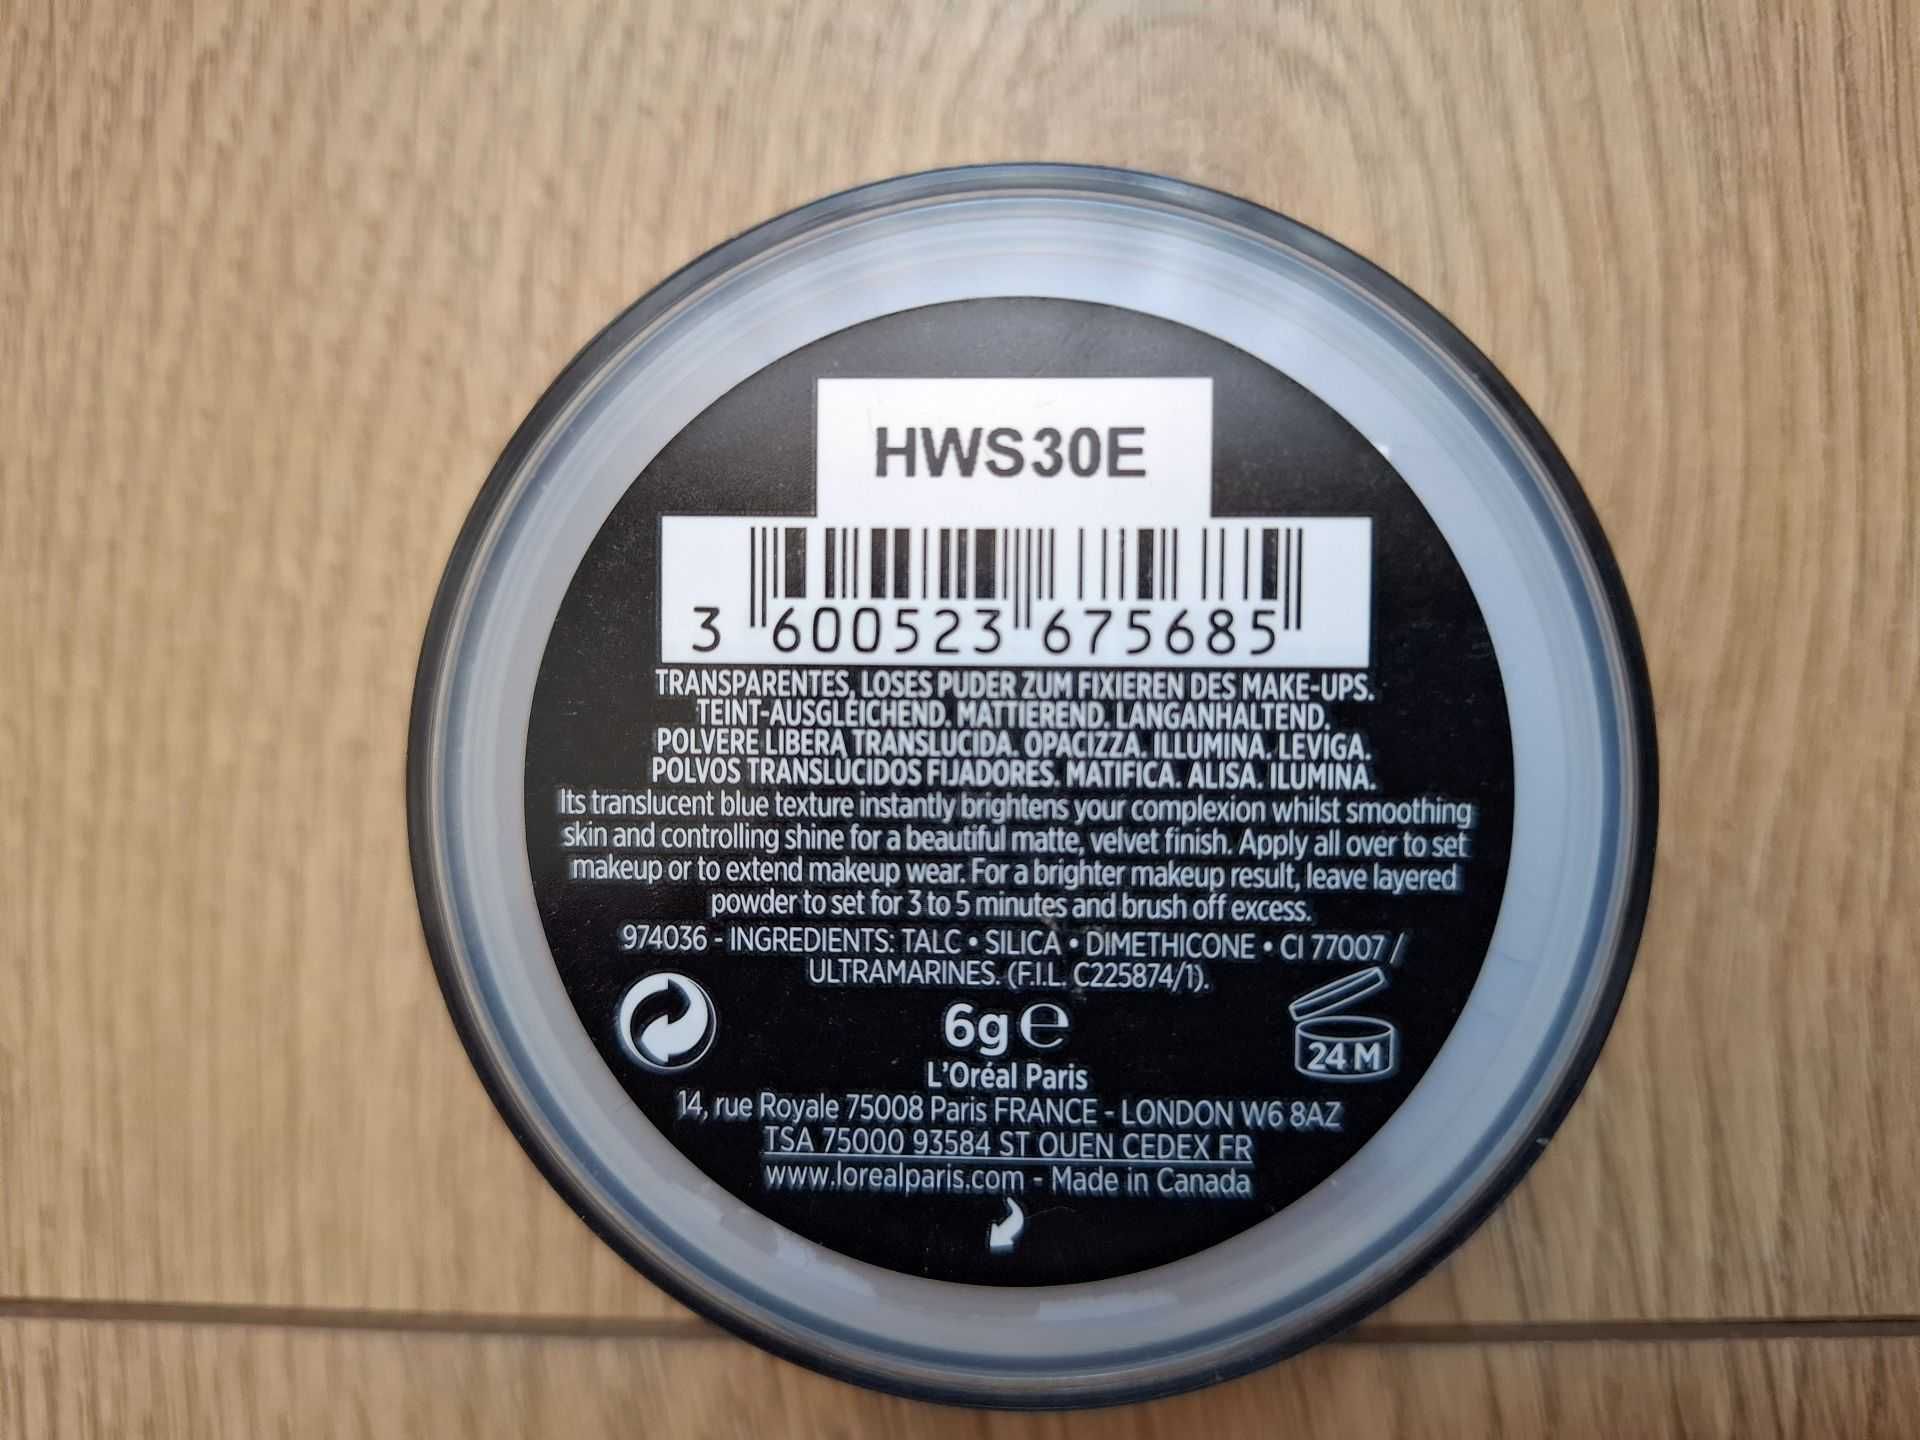 HWS30E
3 600523 675685
TRANSPARENTES, LOSES PUDER ZUM FIXIEREN DES MAKE-UPS.
TEINT-AUSGLEICHEND. MATTIEREND. LANGANHALTEND.
POLVERE LIBERA TRANSLUCIDA. OPACIZZA. ILLUMINA. LEVIGA.
POLVOS TRANSLÚCIDOS FIJADORES. MATIFICA. ALISA. ILUMINA.
Its translucent blue texture instantly brightens your complexion whilst smoothing
skin and controlling shine for a beautiful matte, velvet finish. Apply all over to set
makeup or to extend makeup wear. For a brighter makeup result, leave layered
powder to set for 3 to 5 minutes and brush off excess.
974036 - INGREDIENTS: TALC • SILICA • DIMETHICONE • CI 77007 /
ULTRAMARINES. (F.I.L. C225874/1).
6g ℮
24 M
L'Oréal Paris
14, rue Royale 75008 Paris FRANCE - LONDON W6 8AZ
TSA 75000 93584 ST OUEN CEDEX FR
www.lorealparis.com - Made in Canada